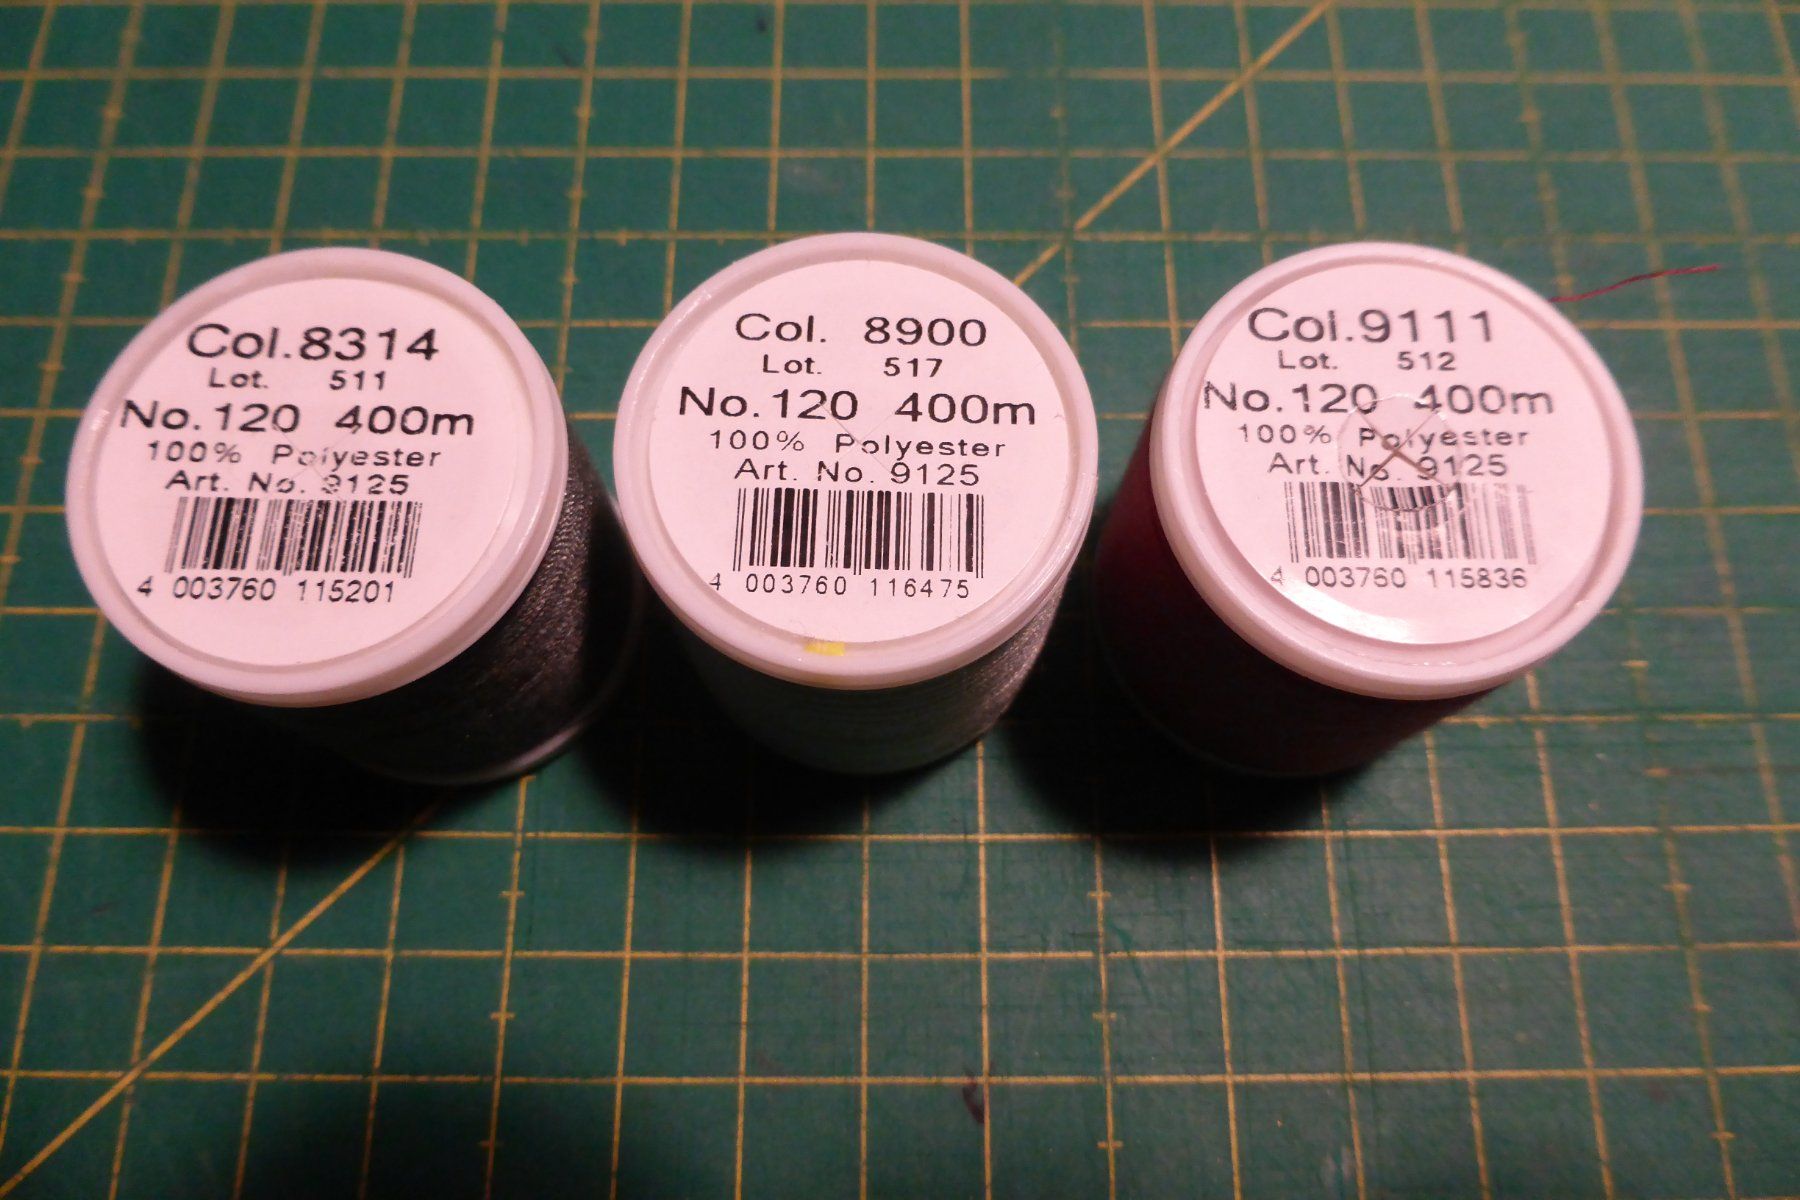 Col.8314
Lot. 511
No.120 400m
100% Polyester
Art. No. 9125
4 003760 115201
Col. 8900
Lot. 517
No.120 400m
100% Polyester
Art. No. 9125
4 003760 116475
Col.9111
Lot. 512
No.120 400m
100% Polyester
Art. No. 9125
4 003760 115836